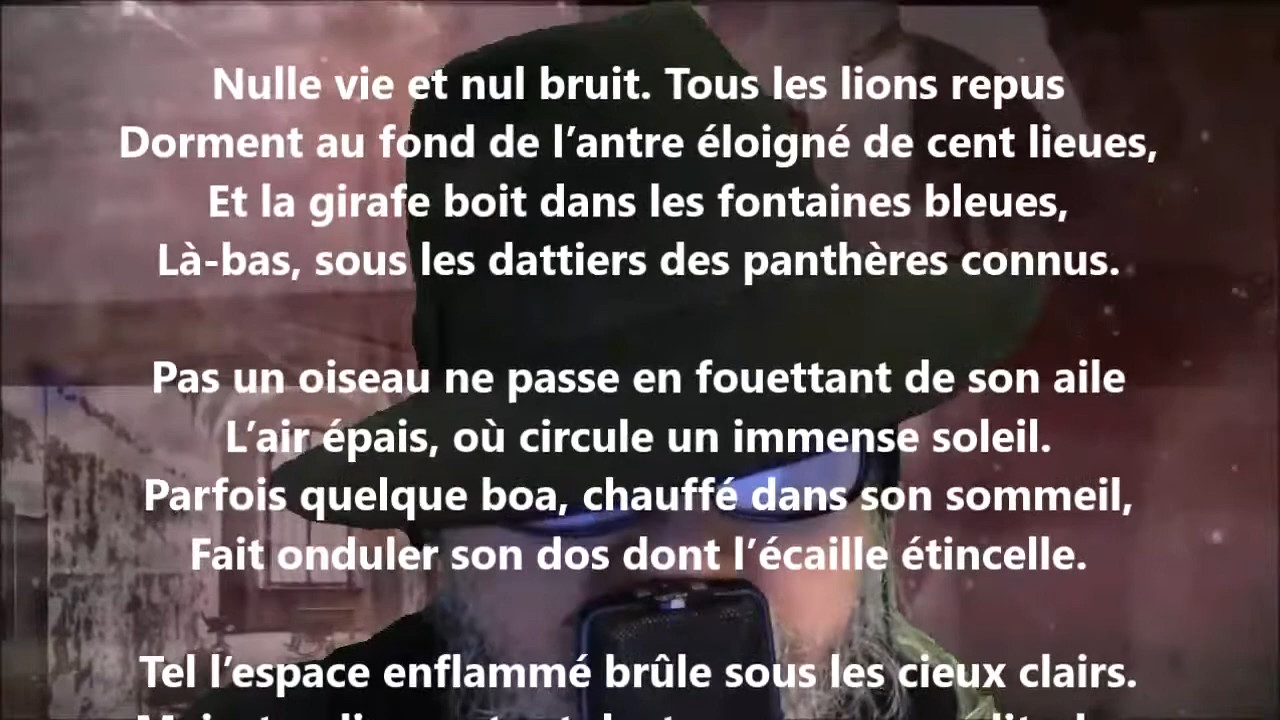 Nulle vie et nul bruit. Tous les lions repus
Dorment au fond de l’antre éloigné de cent lieues,
Et la girafe boit dans les fontaines bleues,
Là-bas, sous les dattiers des panthères connus.
Pas un oiseau ne passe en fouettant de son aile
L’air épais, où circule un immense soleil.
Parfois quelque boa, chauffé dans son sommeil,
Fait onduler son dos dont l’écaille étincelle.
Tel l’espace enflammé brûle sous les cieux clairs.